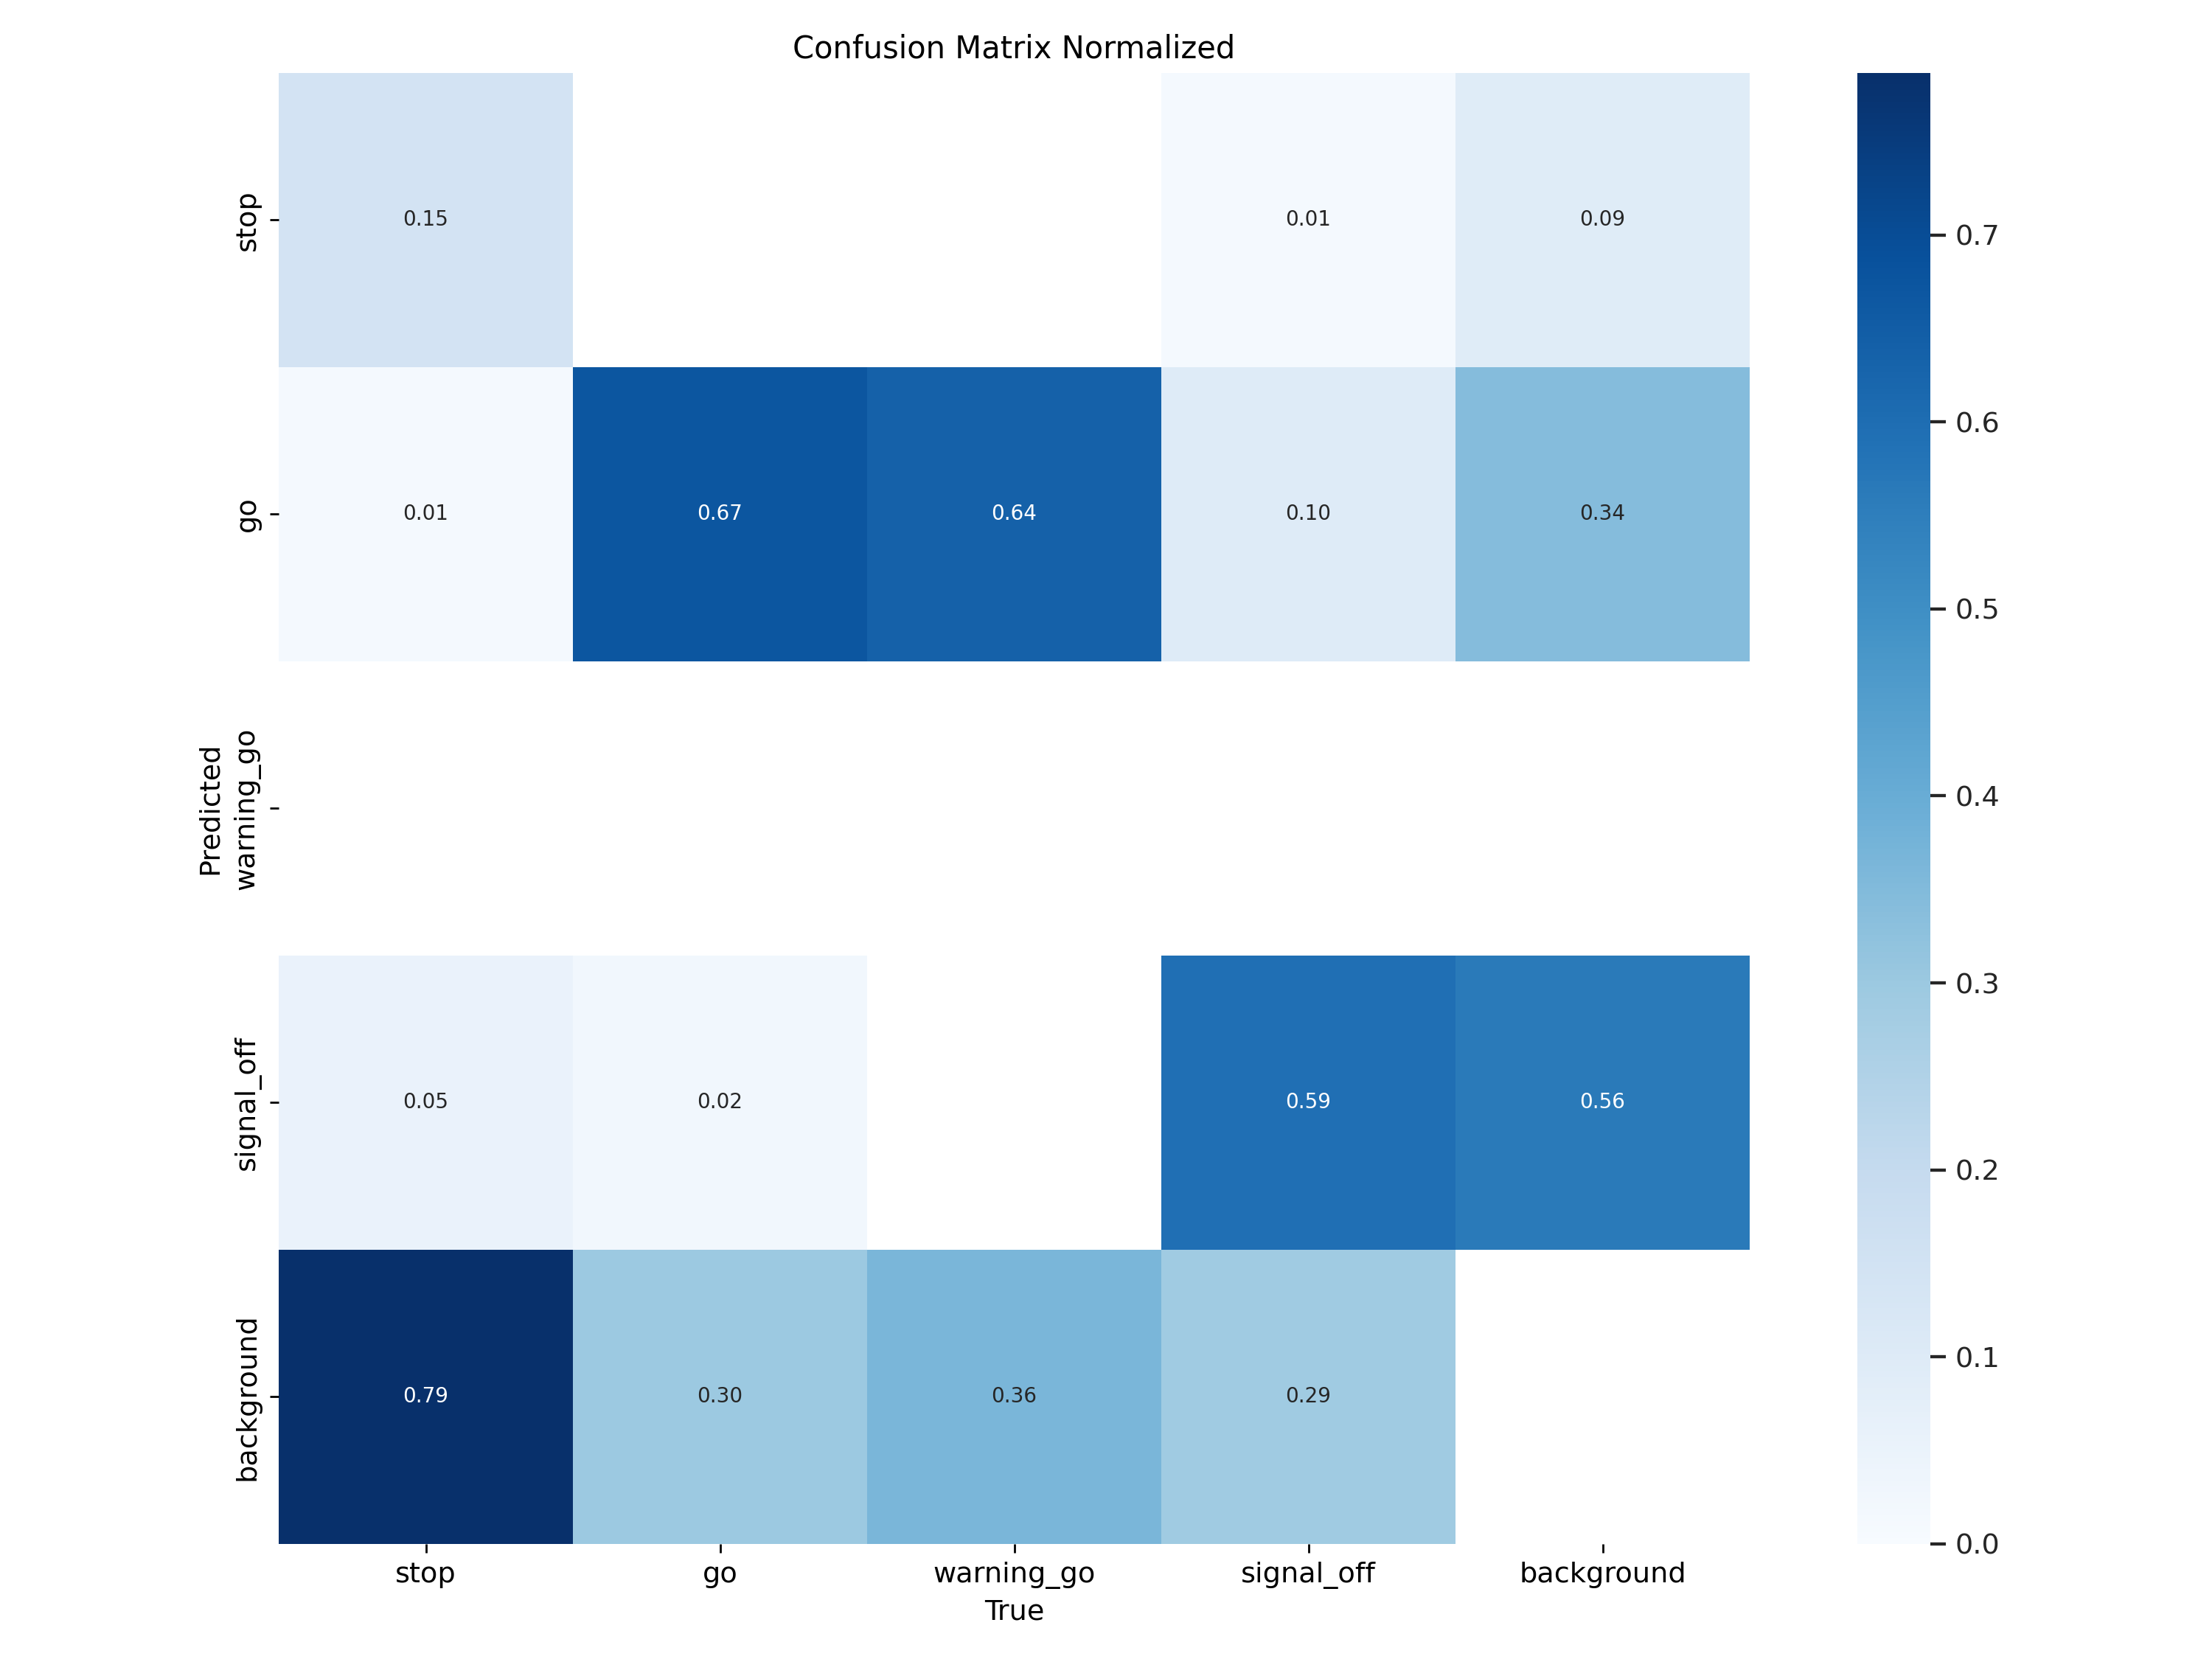 Confusion Matrix Normalized
stop
0.15
0.01
0.09
0.7
0.6
go
0.01
0.67
0.64
0.10
0.34
0.5
Predicted
warning_go
0.4
0.3
signal_off
0.05
0.02
0.59
0.56
0.2
0.1
background
0.79
0.30
0.36
0.29
0.0
stop
go
warning_go
signal_off
background
True